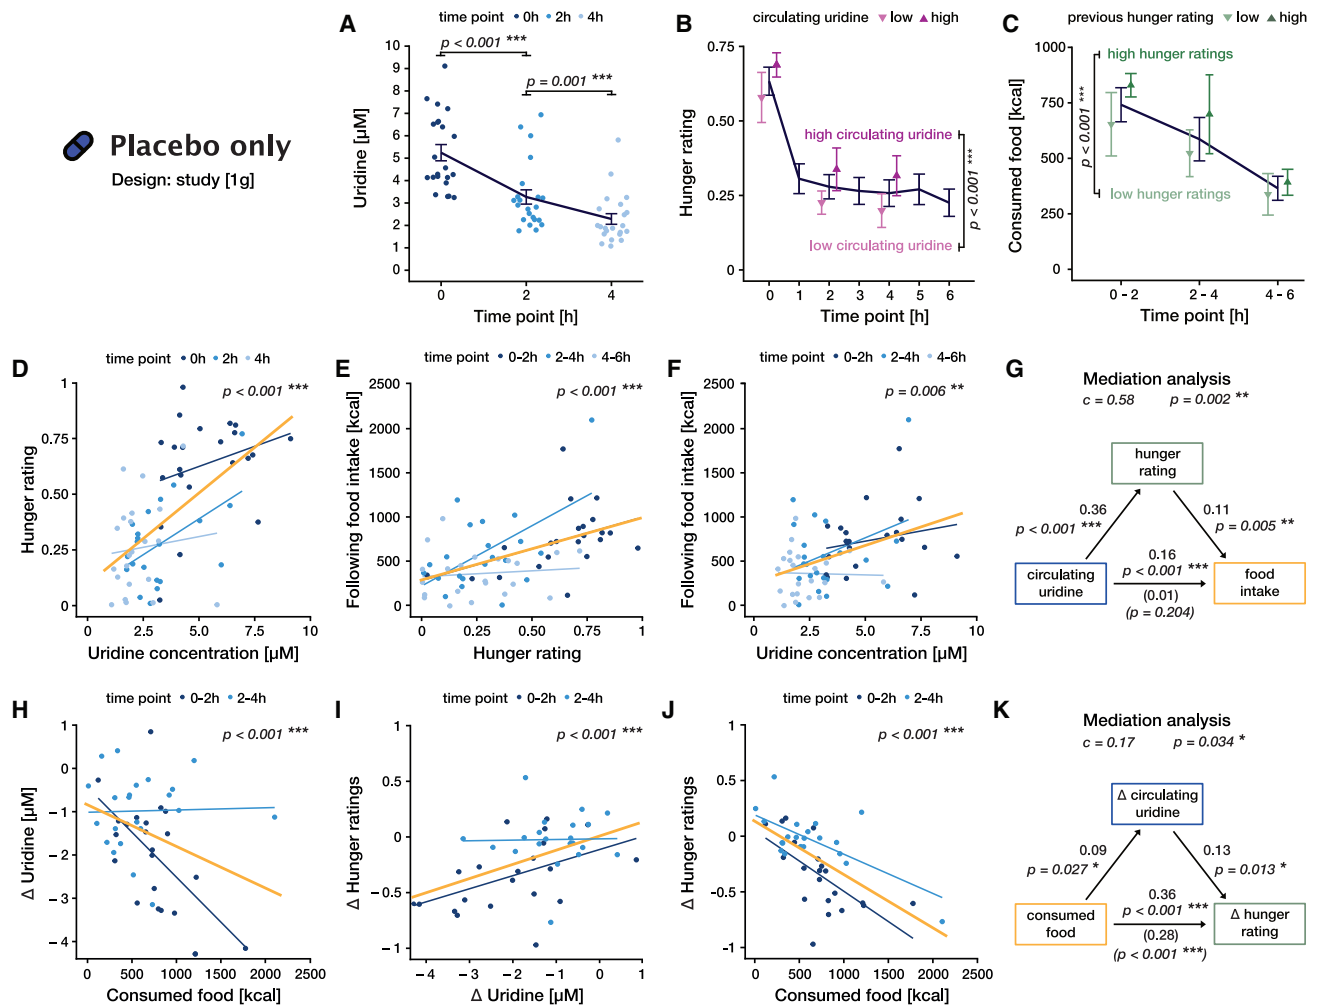 Placebo only
Design: study [1g]
A
time point 0h 2h 4h
p < 0.001 ***
p = 0.001 ***
Uridine [µM]
10
9
8
7
6
5
4
3
2
1
0
0 2 4
Time point [h]
B
circulating uridine low high
Hunger rating
0.75
0.50
0.25
0
high circulating uridine
low circulating uridine
p < 0.001 ***
0 1 2 3 4 5 6
Time point [h]
C
previous hunger rating low high
Consumed food [kcal]
1000
750
500
250
0
high hunger ratings
low hunger ratings
p < 0.001 ***
0 - 2 2 - 4 4 - 6
Time point [h]
D
time point 0h 2h 4h
p < 0.001 ***
Hunger rating
1
0.75
0.50
0.25
0
0 2.5 5.0 7.5 10
Uridine concentration [µM]
E
time point 0-2h 2-4h 4-6h
p < 0.001 ***
Following food intake [kcal]
2500
2000
1500
1000
500
0
0 0.25 0.50 0.75 1
Hunger rating
F
time point 0-2h 2-4h 4-6h
p = 0.006 **
Following food intake [kcal]
2500
2000
1500
1000
500
0
0 2.5 5.0 7.5 10
Uridine concentration [µM]
G
Mediation analysis
c = 0.58 p = 0.002 **
hunger
rating
0.36
p < 0.001 ***
0.11
p = 0.005 **
circulating
uridine
0.16
p < 0.001 ***
(0.01)
(p = 0.204)
food
intake
H
time point 0-2h 2-4h
p < 0.001 ***
Δ Uridine [µM]
1
0
− 1
− 2
− 3
− 4
0 500 1000 1500 2000 2500
Consumed food [kcal]
I
time point 0-2h 2-4h
p < 0.001 ***
Δ Hunger ratings
1
0.5
0
− 0.5
− 1
− 4 − 3 − 2 − 1 0 1
Δ Uridine [µM]
J
time point 0-2h 2-4h
p < 0.001 ***
Δ Hunger ratings
1
0.5
0
−0.5
−1
0 500 1000 1500 2000 2500
Consumed food [kcal]
K
Mediation analysis
c = 0.17 p = 0.034 *
Δ circulating
uridine
0.09
p = 0.027 *
0.13
p = 0.013 *
consumed
food
0.36
p < 0.001 ***
(0.28)
(p < 0.001 ***)
Δ hunger
rating